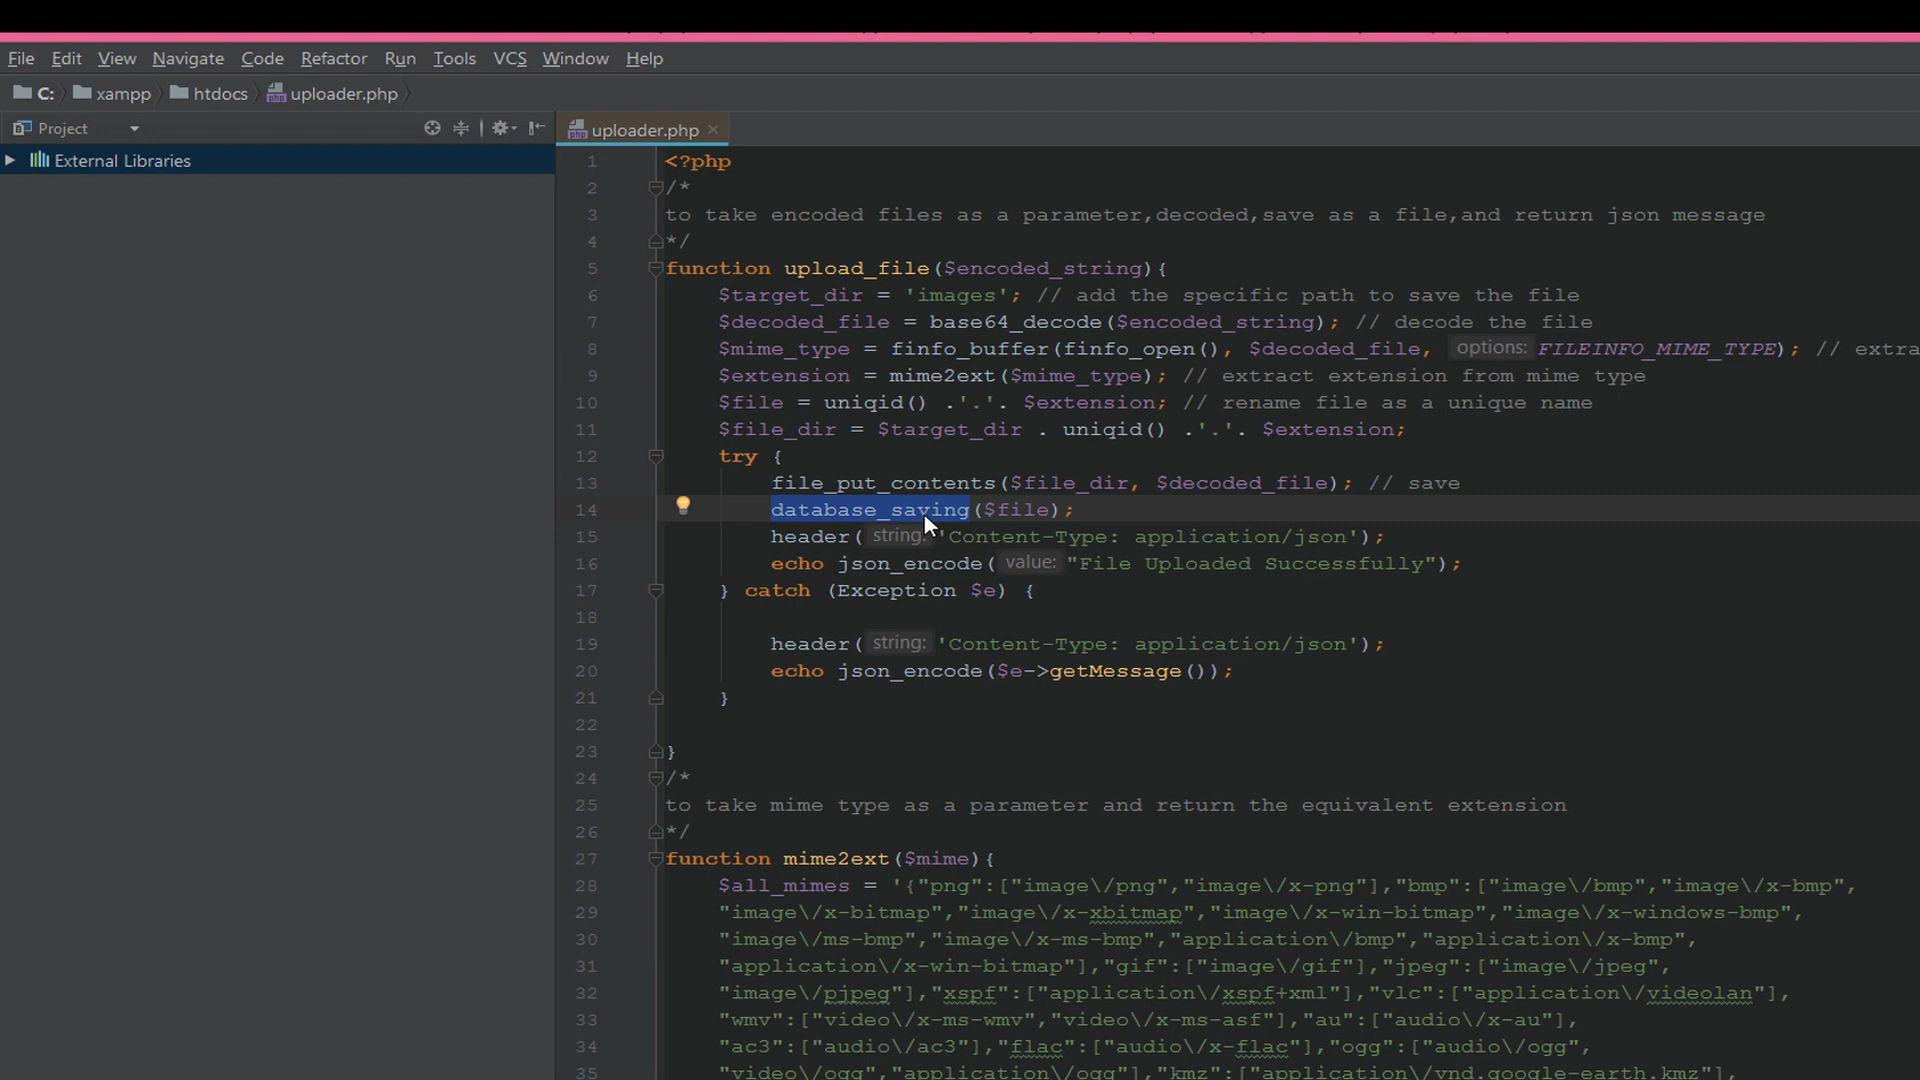 File Edit View Navigate Code Refactor Run Tools VCS Window Help
C: xampp htdocs uploader.php
Project
uploader.php
External Libraries
1 <?php
2 /*
3 to take encoded files as a parameter,decoded,save as a file,and return json message
4 */
5 function upload_file($encoded_string){
6 $target_dir = 'images'; // add the specific path to save the file
7 $decoded_file = base64_decode($encoded_string); // decode the file
8 $mime_type = finfo_buffer(finfo_open(), $decoded_file, options: FILEINFO_MIME_TYPE); // extra
9 $extension = mime2ext($mime_type); // extract extension from mime type
10 $file = uniqid() .'.'. $extension; // rename file as a unique name
11 $file_dir = $target_dir . uniqid() .'.'. $extension;
12 try {
13 file_put_contents($file_dir, $decoded_file); // save
14 database_saving($file);
15 header( string: 'Content-Type: application/json');
16 echo json_encode( value: "File Uploaded Successfully");
17 } catch (Exception $e) {
18
19 header( string: 'Content-Type: application/json');
20 echo json_encode($e->getMessage());
21 }
22
23 }
24 /*
25 to take mime type as a parameter and return the equivalent extension
26 */
27 function mime2ext($mime){
28 $all_mimes = '{"png":["image\/png","image\/x-png"],"bmp":["image\/bmp","image\/x-bmp",
29 "image\/x-bitmap","image\/x-xbitmap","image\/x-win-bitmap","image\/x-windows-bmp",
30 "image\/ms-bmp","image\/x-ms-bmp","application\/bmp","application\/x-bmp",
31 "application\/x-win-bitmap"],"gif":["image\/gif"],"jpeg":["image\/jpeg",
32 "image\/pjpeg"],"xspf":["application\/xspf+xml"],"vlc":["application\/videolan"],
33 "wmv":["video\/x-ms-wmv","video\/x-ms-asf"],"au":["audio\/x-au"],
34 "ac3":["audio\/ac3"],"flac":["audio\/x-flac"],"ogg":["audio\/ogg",
35 "video\/ogg","application\/ogg"],"kmz":["application\/vnd.google-earth.kmz"],